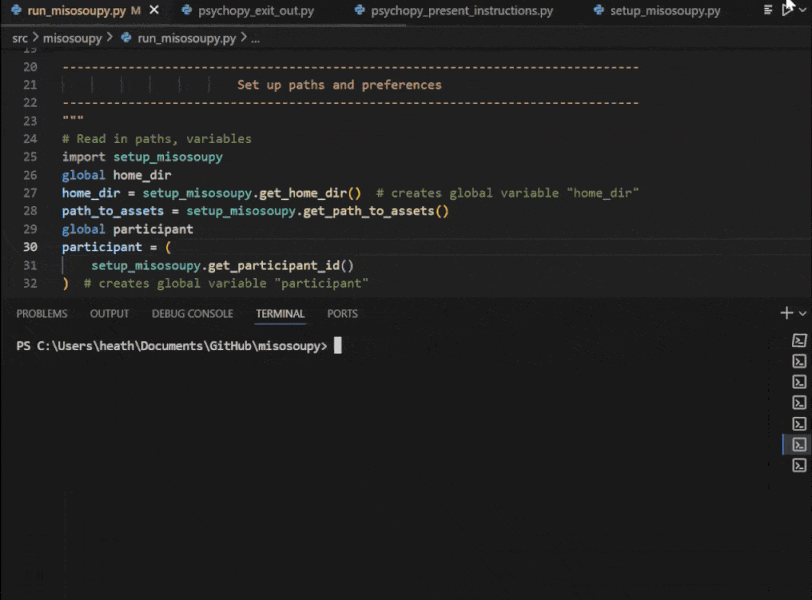 run_misosoupy.py M psychopy_exit_out.py psychopy_present_instructions.py setup_misosoupy.py
src > misosoupy > run_misosoupy.py > ...
19
20 -------------------------------------------------------------------------------
21 Set up paths and preferences
22 -------------------------------------------------------------------------------
23 """
24 # Read in paths, variables
25 import setup_misosoupy
26 global home_dir
27 home_dir = setup_misosoupy.get_home_dir()  # creates global variable "home_dir"
28 path_to_assets = setup_misosoupy.get_path_to_assets()
29 global participant
30 participant = (
31     setup_misosoupy.get_participant_id()
32 )  # creates global variable "participant"
PROBLEMS OUTPUT DEBUG CONSOLE TERMINAL PORTS
PS C:\Users\heath\Documents\GitHub\misosoupy>